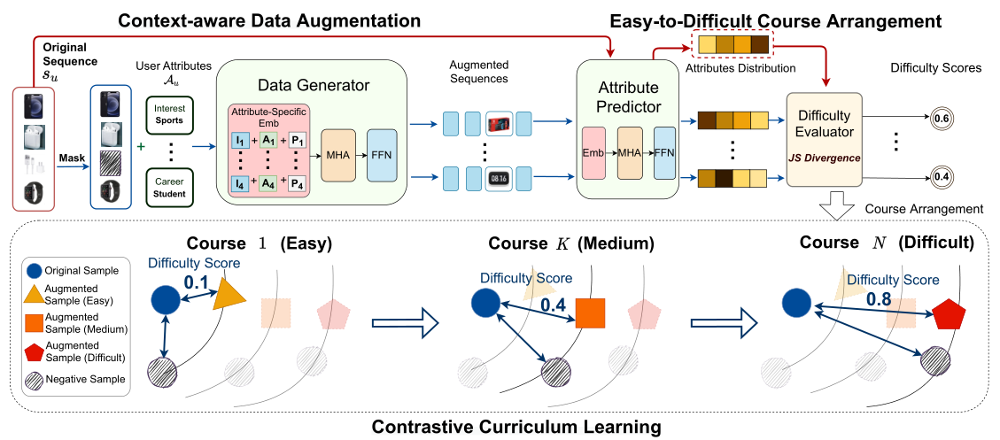 Context-aware Data Augmentation
Easy-to-Difficult Course Arrangement
Original
Sequence
s_u
Mask
User Attributes
A_u
Interest
Sports
Career
Student
+
Data Generator
Attribute-Specific
Emb
I1 + A1 + P1
I4 + A4 + P4
MHA
FFN
Augmented
Sequences
08:16
Attribute
Predictor
Emb
MHA
FFN
Attributes Distribution
Difficulty
Evaluator
JS Divergence
Difficulty Scores
0.6
0.4
Course Arrangement
Course 1 (Easy)
Course K (Medium)
Course N (Difficult)
Original Sample
Augmented
Sample (Easy)
Augmented
Sample (Medium)
Augmented
Sample (Difficult)
Negative Sample
Difficulty Score
0.1
Difficulty Score
0.4
Difficulty Score
0.8
Contrastive Curriculum Learning